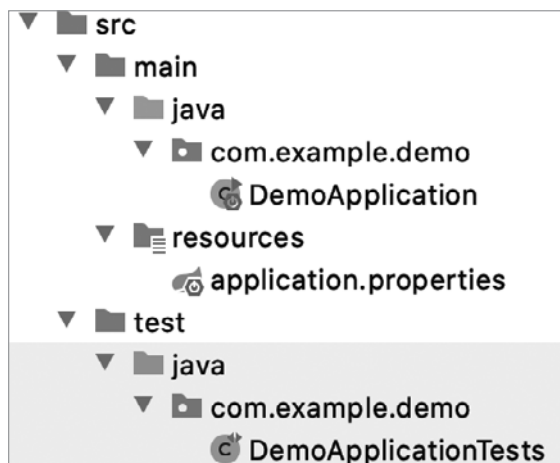 src
main
java
com.example.demo
DemoApplication
resources
application.properties
test
java
com.example.demo
DemoApplicationTests